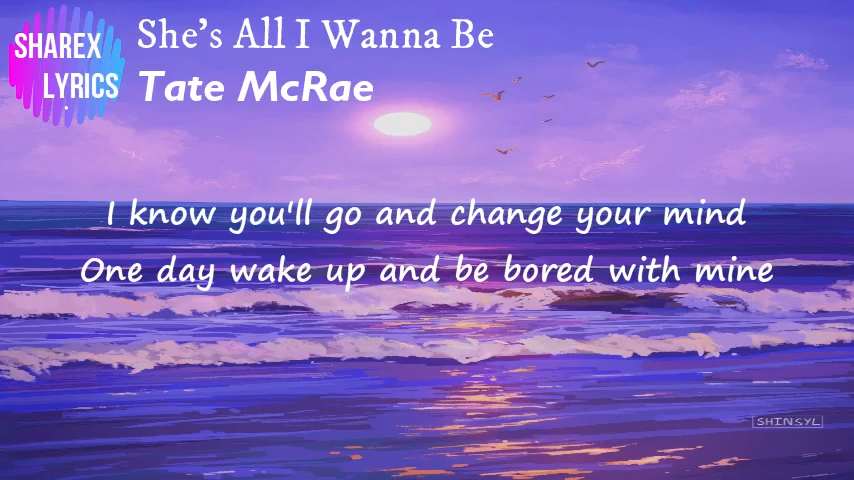 SHAREX
LYRICS
She's All I Wanna Be
Tate McRae
I know you'll go and change your mind
One day wake up and be bored with mine
SHINSYL